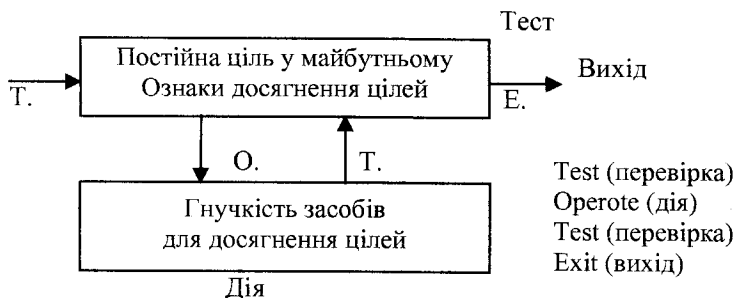 Тест
Постійна ціль у майбутньому
Ознаки досягнення цілей
Вихід
Т.
Е.
О.
Т.
Гнучкість засобів
для досягнення цілей
Дія
Test (перевірка)
Operote (дія)
Test (перевірка)
Exit (вихід)